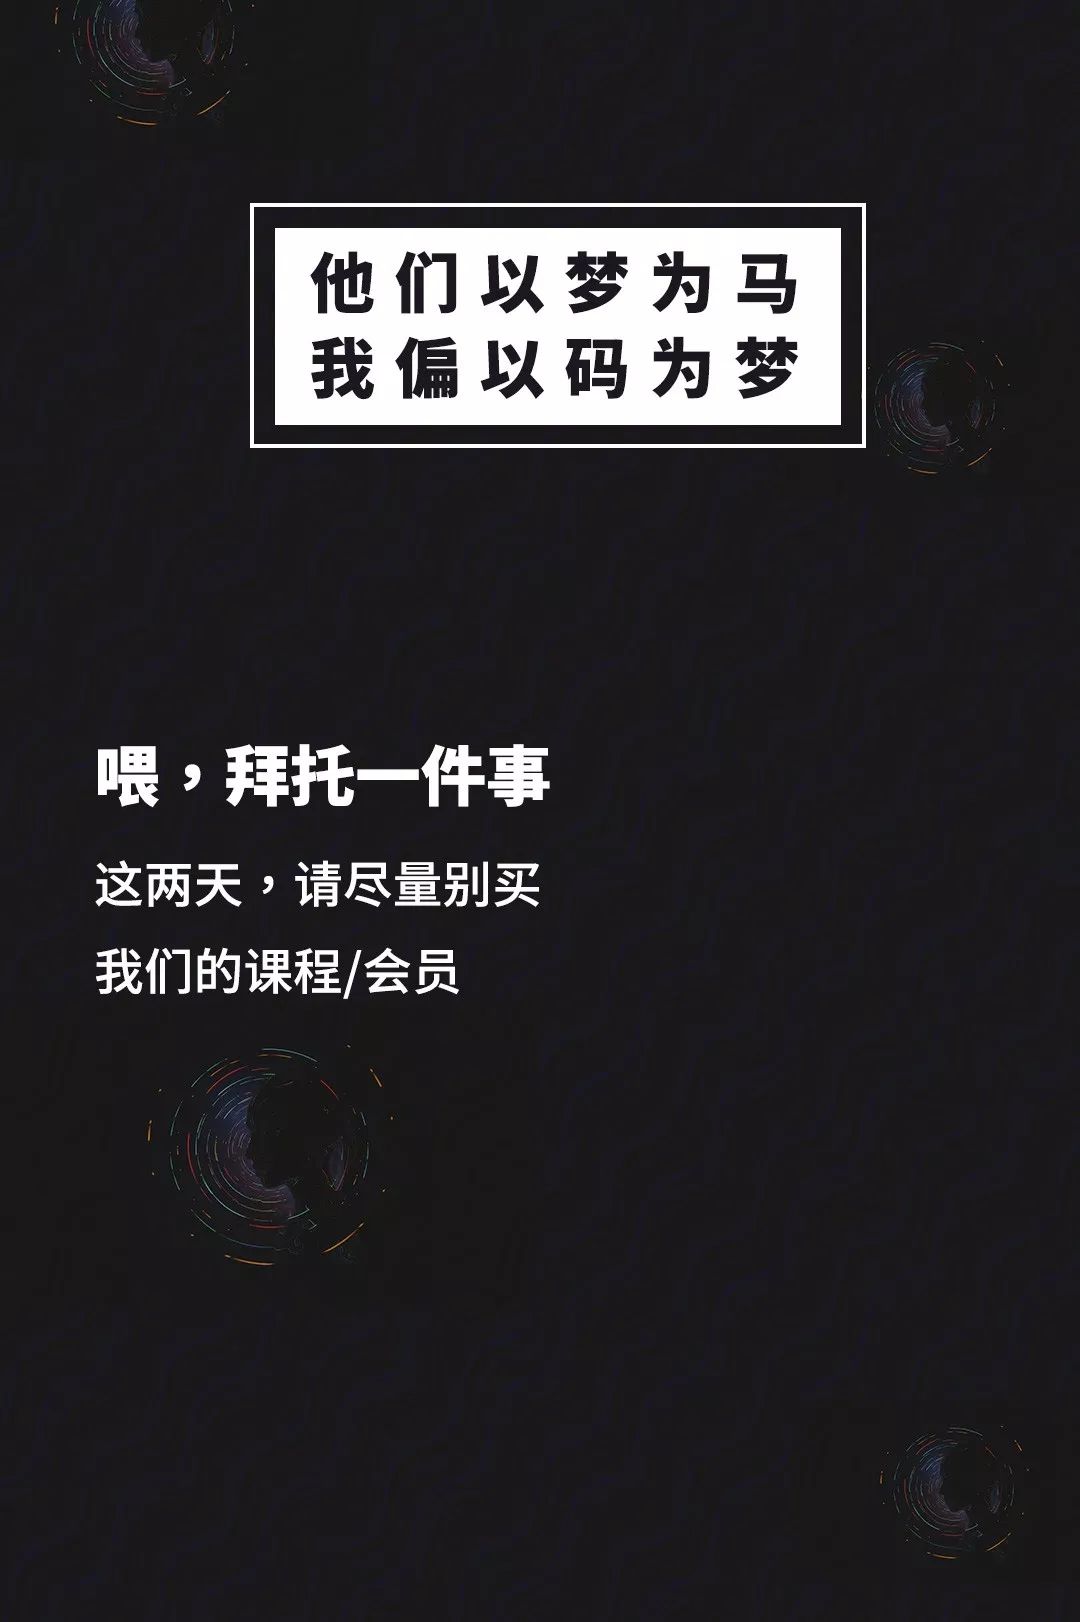 他们以梦为马
我偏以码为梦
喂，拜托一件事
这两天，请尽量别买
我们的课程/会员